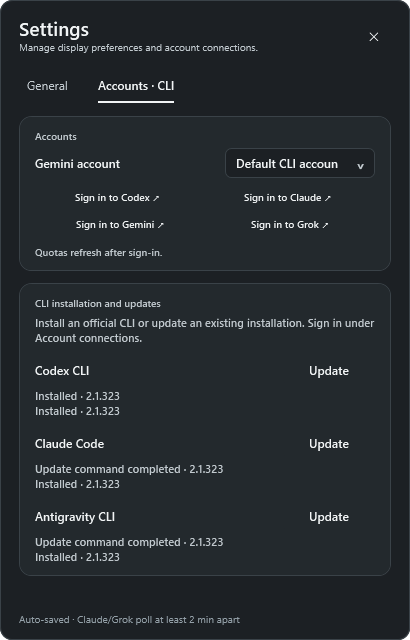 Settings
Manage display preferences and account connections.
General
Accounts · CLI
Accounts
Gemini account
Default CLI accoun
Sign in to Codex ↗
Sign in to Claude ↗
Sign in to Gemini ↗
Sign in to Grok ↗
Quotas refresh after sign-in.
CLI installation and updates
Install an official CLI or update an existing installation. Sign in under
Account connections.
Codex CLI
Update
Installed · 2.1.323
Installed · 2.1.323
Claude Code
Update
Update command completed · 2.1.323
Installed · 2.1.323
Antigravity CLI
Update
Update command completed · 2.1.323
Installed · 2.1.323
Auto-saved · Claude/Grok poll at least 2 min apart